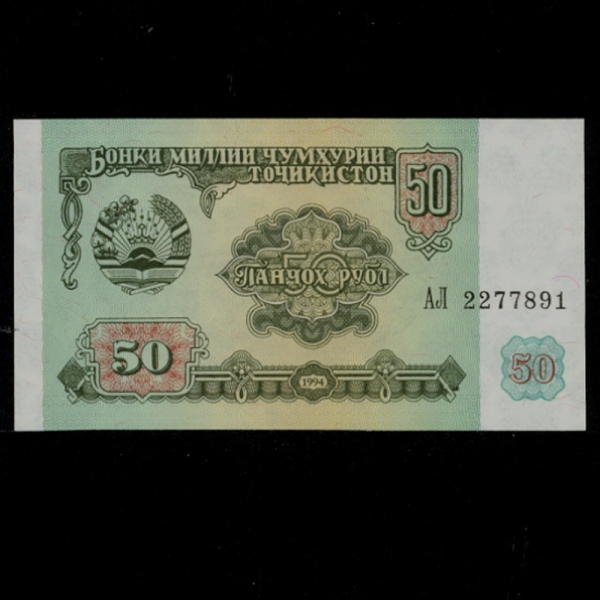 Бонки миллии Ҷумҳурии
Тоҷикистон
50
50
Панҷоҳ рубл
АЛ 2277891
50
1994
50